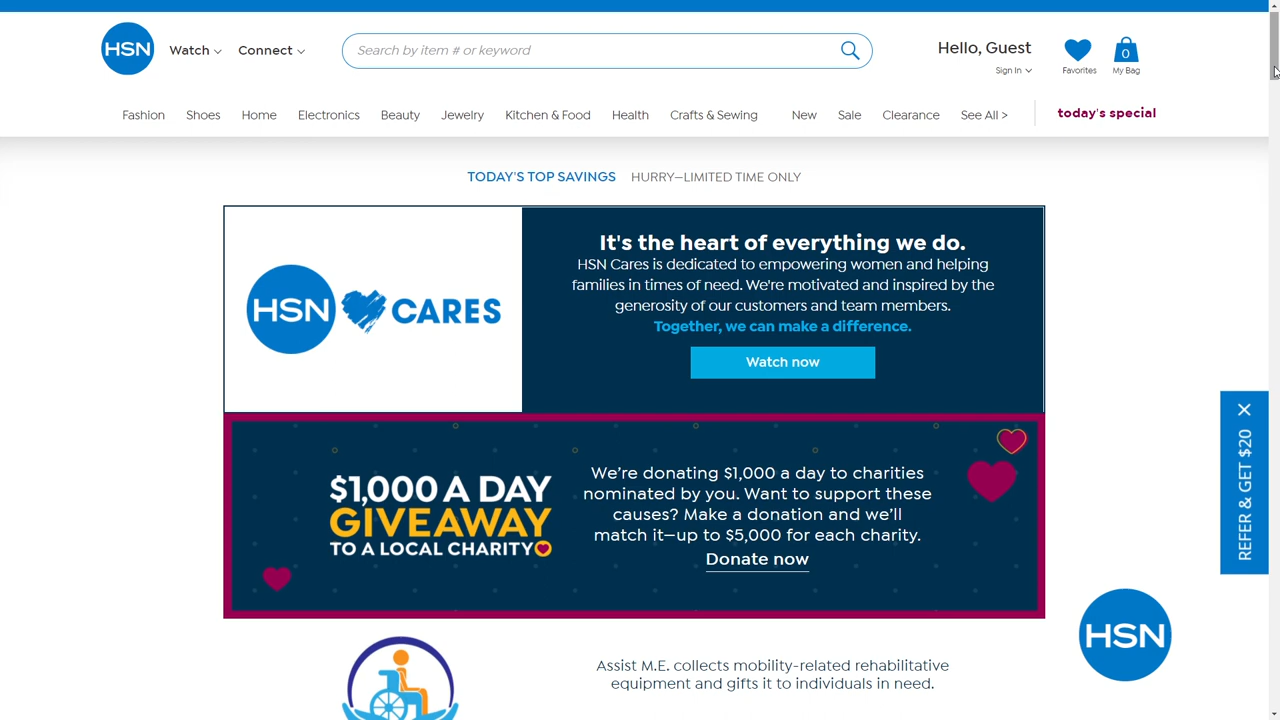 HSN
Watch
Connect
Search by item # or keyword
Hello, Guest
Sign In
Favorites
0
My Bag
Fashion
Shoes
Home
Electronics
Beauty
Jewelry
Kitchen & Food
Health
Crafts & Sewing
New
Sale
Clearance
See All >
today's special
TODAY'S TOP SAVINGS HURRY—LIMITED TIME ONLY
HSN CARES
It's the heart of everything we do.
HSN Cares is dedicated to empowering women and helping
families in times of need. We're motivated and inspired by the
generosity of our customers and team members.
Together, we can make a difference.
Watch now
$1,000 A DAY
GIVEAWAY
TO A LOCAL CHARITY
We’re donating $1,000 a day to charities
nominated by you. Want to support these
causes? Make a donation and we’ll
match it—up to $5,000 for each charity.
Donate now
REFER & GET $20
HSN
Assist M.E. collects mobility-related rehabilitative
equipment and gifts it to individuals in need.